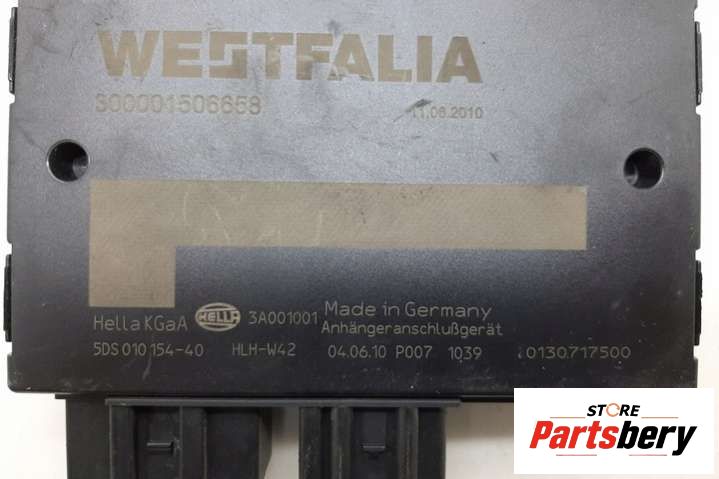 WESTFALIA
300001506658
11.06.2010
Hella KGaA HELLA 3A001001 Made in Germany
Anhängeranschlußgerät
5DS 010 154-40 HLH-W42 04.06.10 P007 1039 0130717500
STORE
Partsbery